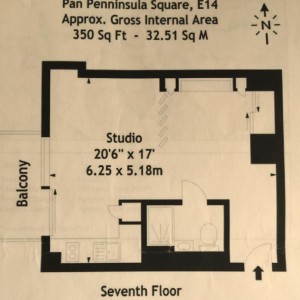 Pan Penninsula Square, E14
Approx. Gross Internal Area
350 Sq Ft - 32.51 Sq M
N
Studio
20'6" x 17'
6.25 x 5.18m
Balcony
Seventh Floor